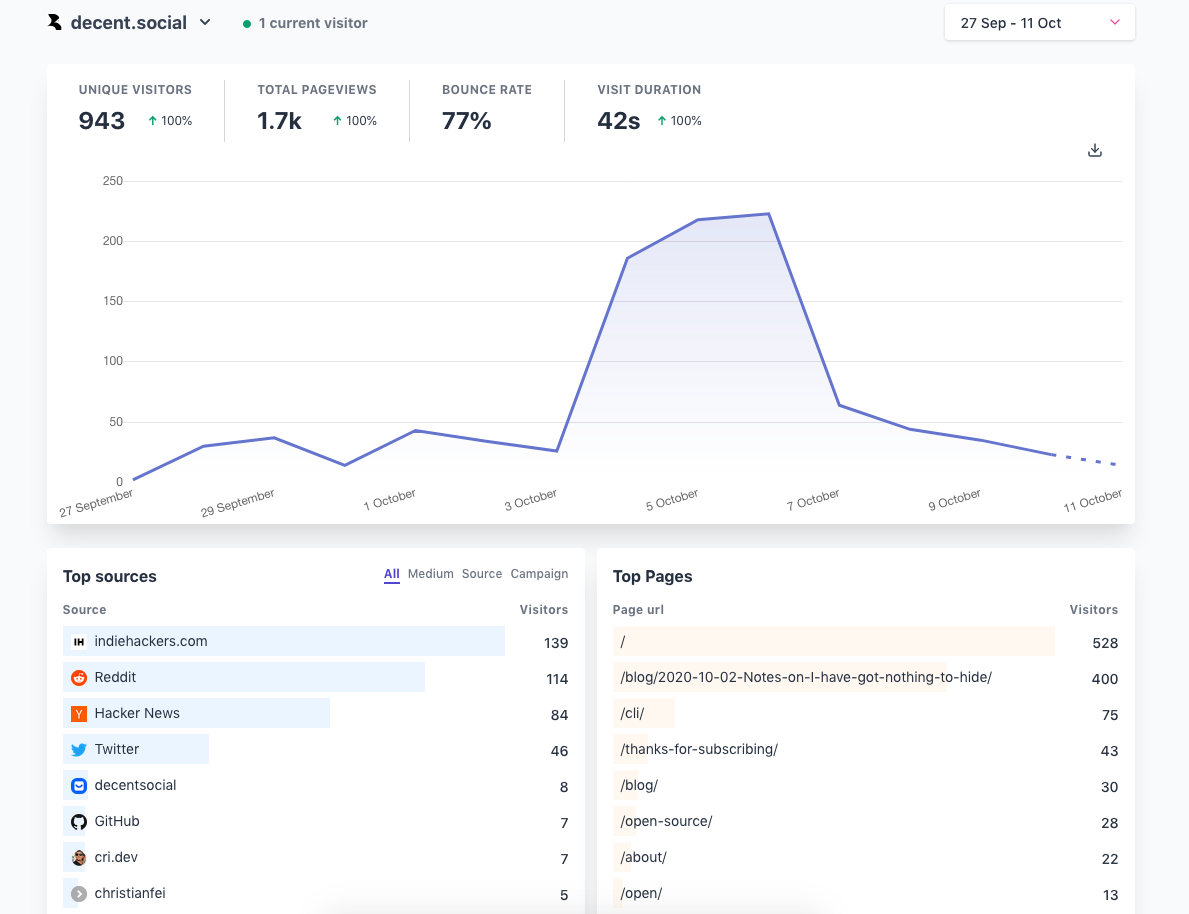 decent.social
1 current visitor
27 Sep - 11 Oct
UNIQUE VISITORS
943 100%
TOTAL PAGEVIEWS
1.7k 100%
BOUNCE RATE
77%
VISIT DURATION
42s 100%
250
200
150
100
50
0
27 September 29 September 1 October 3 October 5 October 7 October 9 October 11 October
Top sources
All Medium Source Campaign
Source Visitors
IH indiehackers.com 139
Reddit 114
Y Hacker News 84
Twitter 46
decentsocial 8
GitHub 7
cri.dev 7
christianfei 5
Top Pages
Page url Visitors
/ 528
/blog/2020-10-02-Notes-on-I-have-got-nothing-to-hide/ 400
/cli/ 75
/thanks-for-subscribing/ 43
/blog/ 30
/open-source/ 28
/about/ 22
/open/ 13